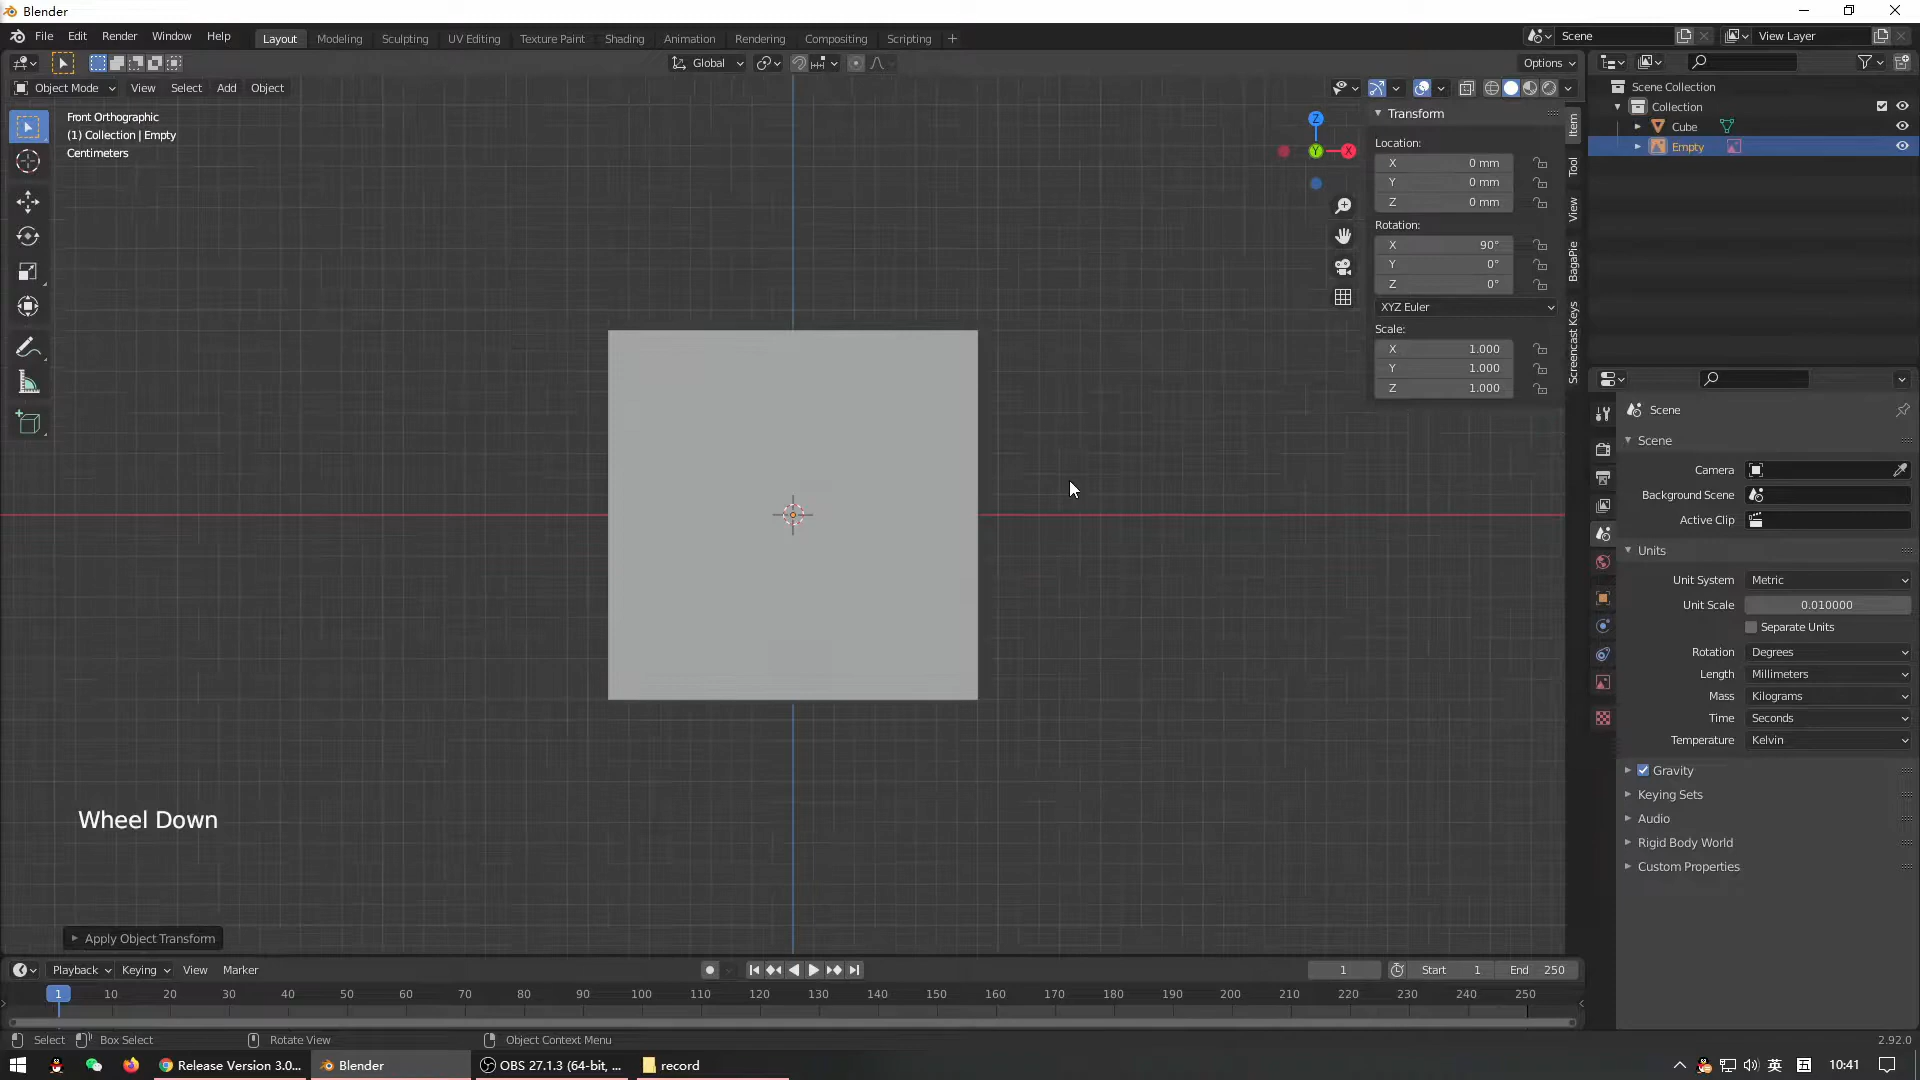 Blender
File Edit Render Window Help
Layout Modeling Sculpting UV Editing Texture Paint Shading Animation Rendering Compositing Scripting +
Scene
View Layer
Global
Options
Object Mode View Select Add Object
Front Orthographic
(1) Collection | Empty
Centimeters
Z
Y
X
Transform
Location:
X 0 mm
Y 0 mm
Z 0 mm
Rotation:
X 90°
Y 0°
Z 0°
XYZ Euler
Scale:
X 1.000
Y 1.000
Z 1.000
Item
Tool
View
BagaPie
Screencast Keys
Scene Collection
Collection
Cube
Empty
Scene
Scene
Camera
Background Scene
Active Clip
Units
Unit System Metric
Unit Scale 0.010000
Separate Units
Rotation Degrees
Length Millimeters
Mass Kilograms
Time Seconds
Temperature Kelvin
Gravity
Keying Sets
Audio
Rigid Body World
Custom Properties
Wheel Down
Apply Object Transform
Playback Keying View Marker
1 Start 1 End 250
1 10 20 30 40 50 60 70 80 90 100 110 120 130 140 150 160 170 180 190 200 210 220 230 240 250
Select Box Select Rotate View Object Context Menu
2.92.0
Release Version 3.0... Blender OBS 27.1.3 (64-bit, ... record
英 五 10:41